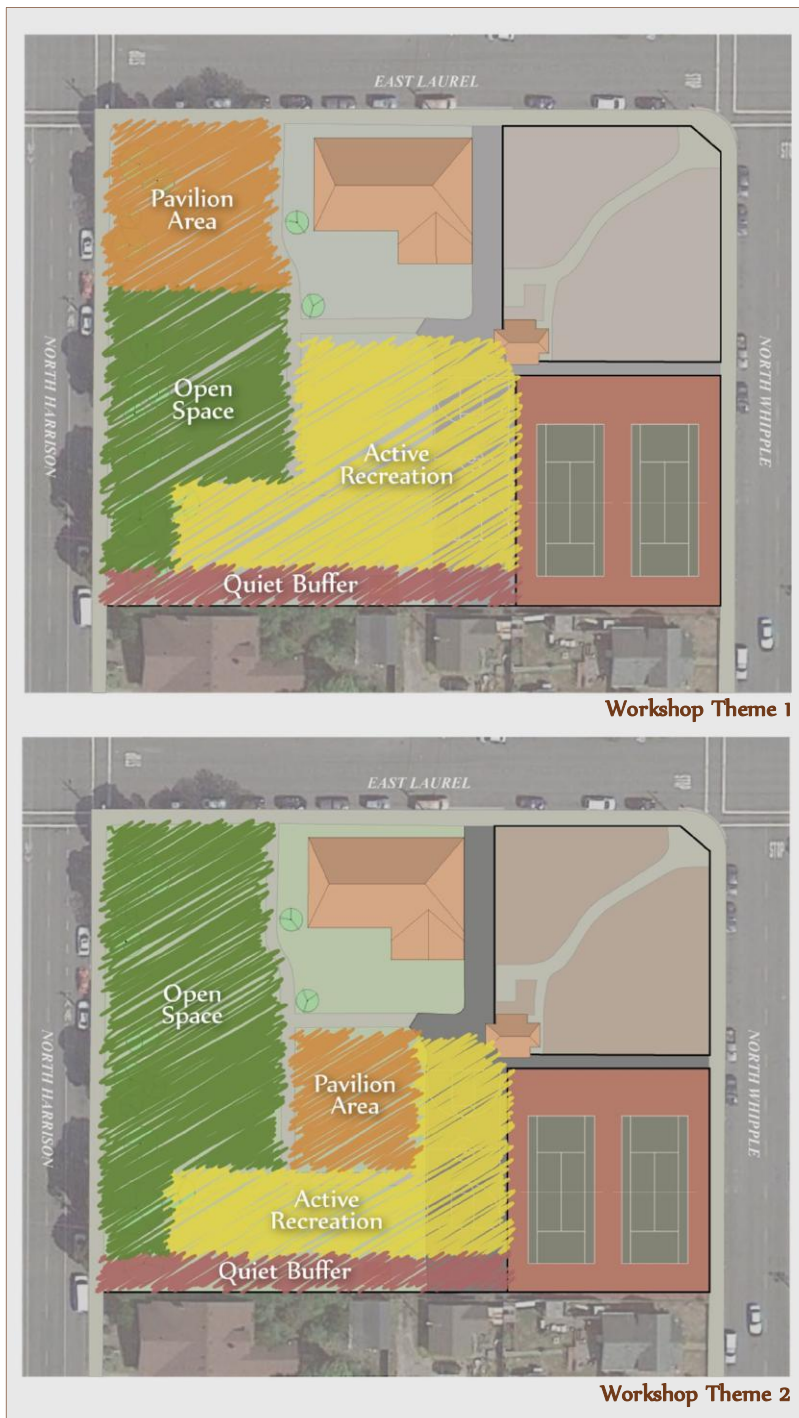 EAST LAUREL
Pavilion
Area
Open
Space
Active
Recreation
Quiet Buffer
NORTH HARRISON
NORTH WHIPPLE
Workshop Theme 1
EAST LAUREL
STOP
Open
Space
Pavilion
Area
Active
Recreation
Quiet Buffer
NORTH HARRISON
NORTH WHIPPLE
Workshop Theme 2